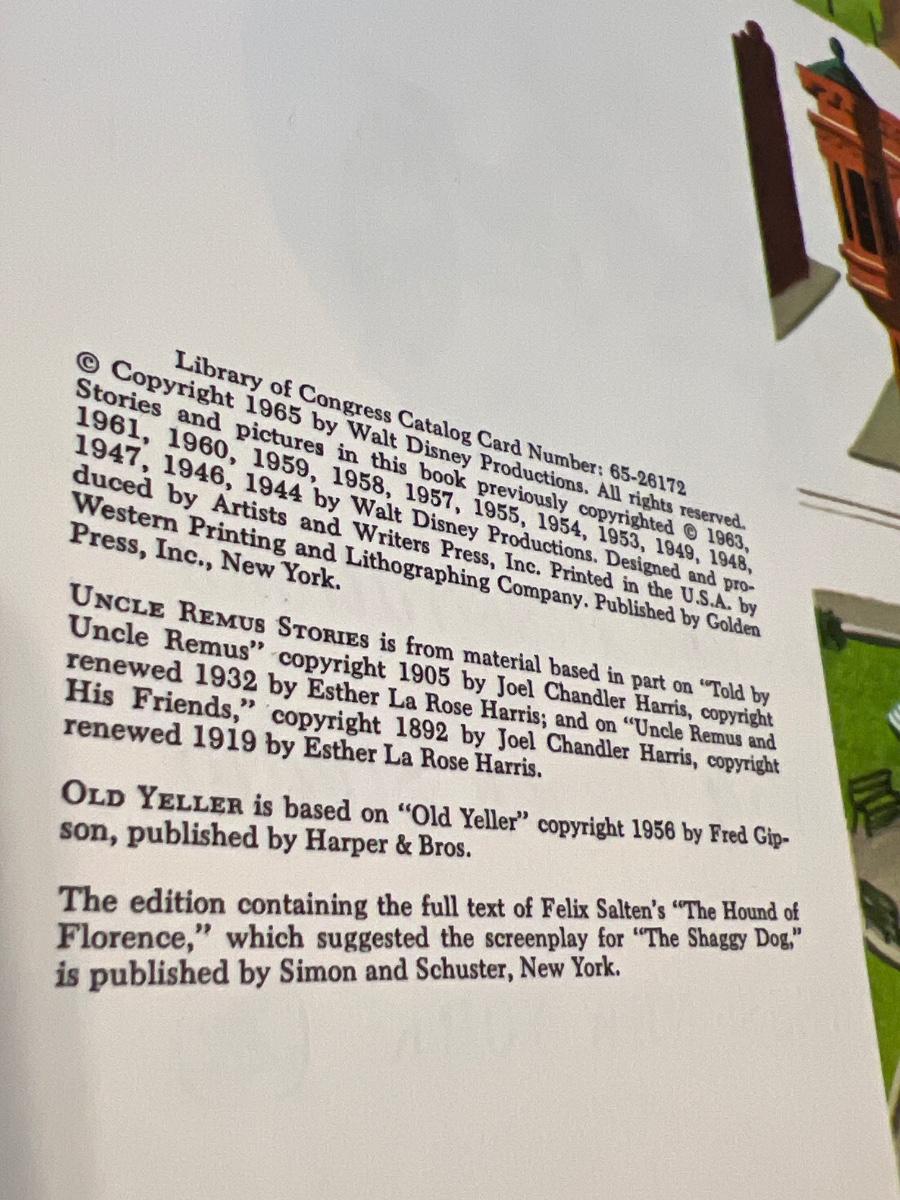 Library of Congress Catalog Card Number: 65-26172
© Copyright 1965 by Walt Disney Productions. All rights reserved.
Stories and pictures in this book previously copyrighted © 1963,
1961, 1960, 1959, 1958, 1957, 1955, 1954, 1953, 1949, 1948,
1947, 1946, 1944 by Walt Disney Productions. Designed and pro-
duced by Artists and Writers Press, Inc. Printed in the U.S.A. by
Western Printing and Lithographing Company. Published by Golden
Press, Inc., New York.
UNCLE REMUS STORIES is from material based in part on “Told by
Uncle Remus” copyright 1905 by Joel Chandler Harris, copyright
renewed 1932 by Esther La Rose Harris; and on “Uncle Remus and
His Friends,” copyright 1892 by Joel Chandler Harris, copyright
renewed 1919 by Esther La Rose Harris.
OLD YELLER is based on “Old Yeller” copyright 1956 by Fred Gip-
son, published by Harper & Bros.
The edition containing the full text of Felix Salten’s “The Hound of
Florence,” which suggested the screenplay for “The Shaggy Dog,”
is published by Simon and Schuster, New York.